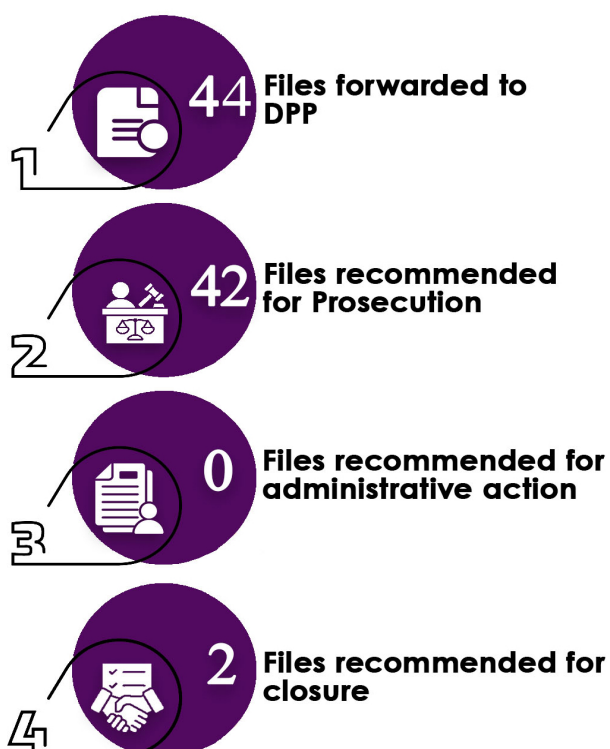 44 Files forwarded to
DPP
1
42 Files recommended
for Prosecution
2
0 Files recommended for
administrative action
3
2 Files recommended for
closure
4